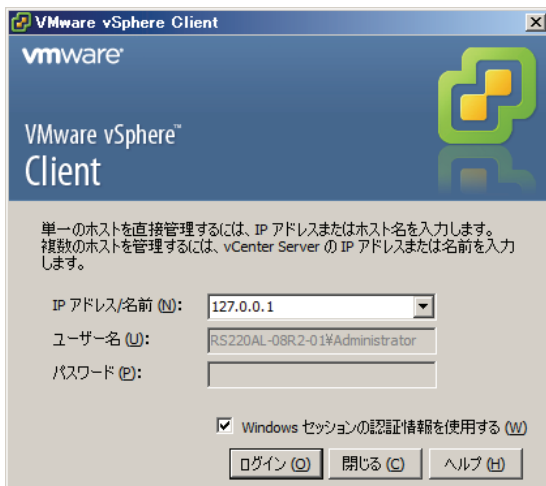 VMware vSphere Client
vmware
VMware vSphere™
Client
単一のホストを直接管理するには、IP アドレスまたはホスト名を入力します。
複数のホストを管理するには、vCenter Server の IP アドレスまたは名前を入力
します。
IP アドレス/名前 (N): 127.0.0.1
ユーザー名 (U): RS220AL-08R2-01¥Administrator
パスワード (P):
Windows セッションの認証情報を使用する (W)
ログイン (O) 閉じる (C) ヘルプ (H)